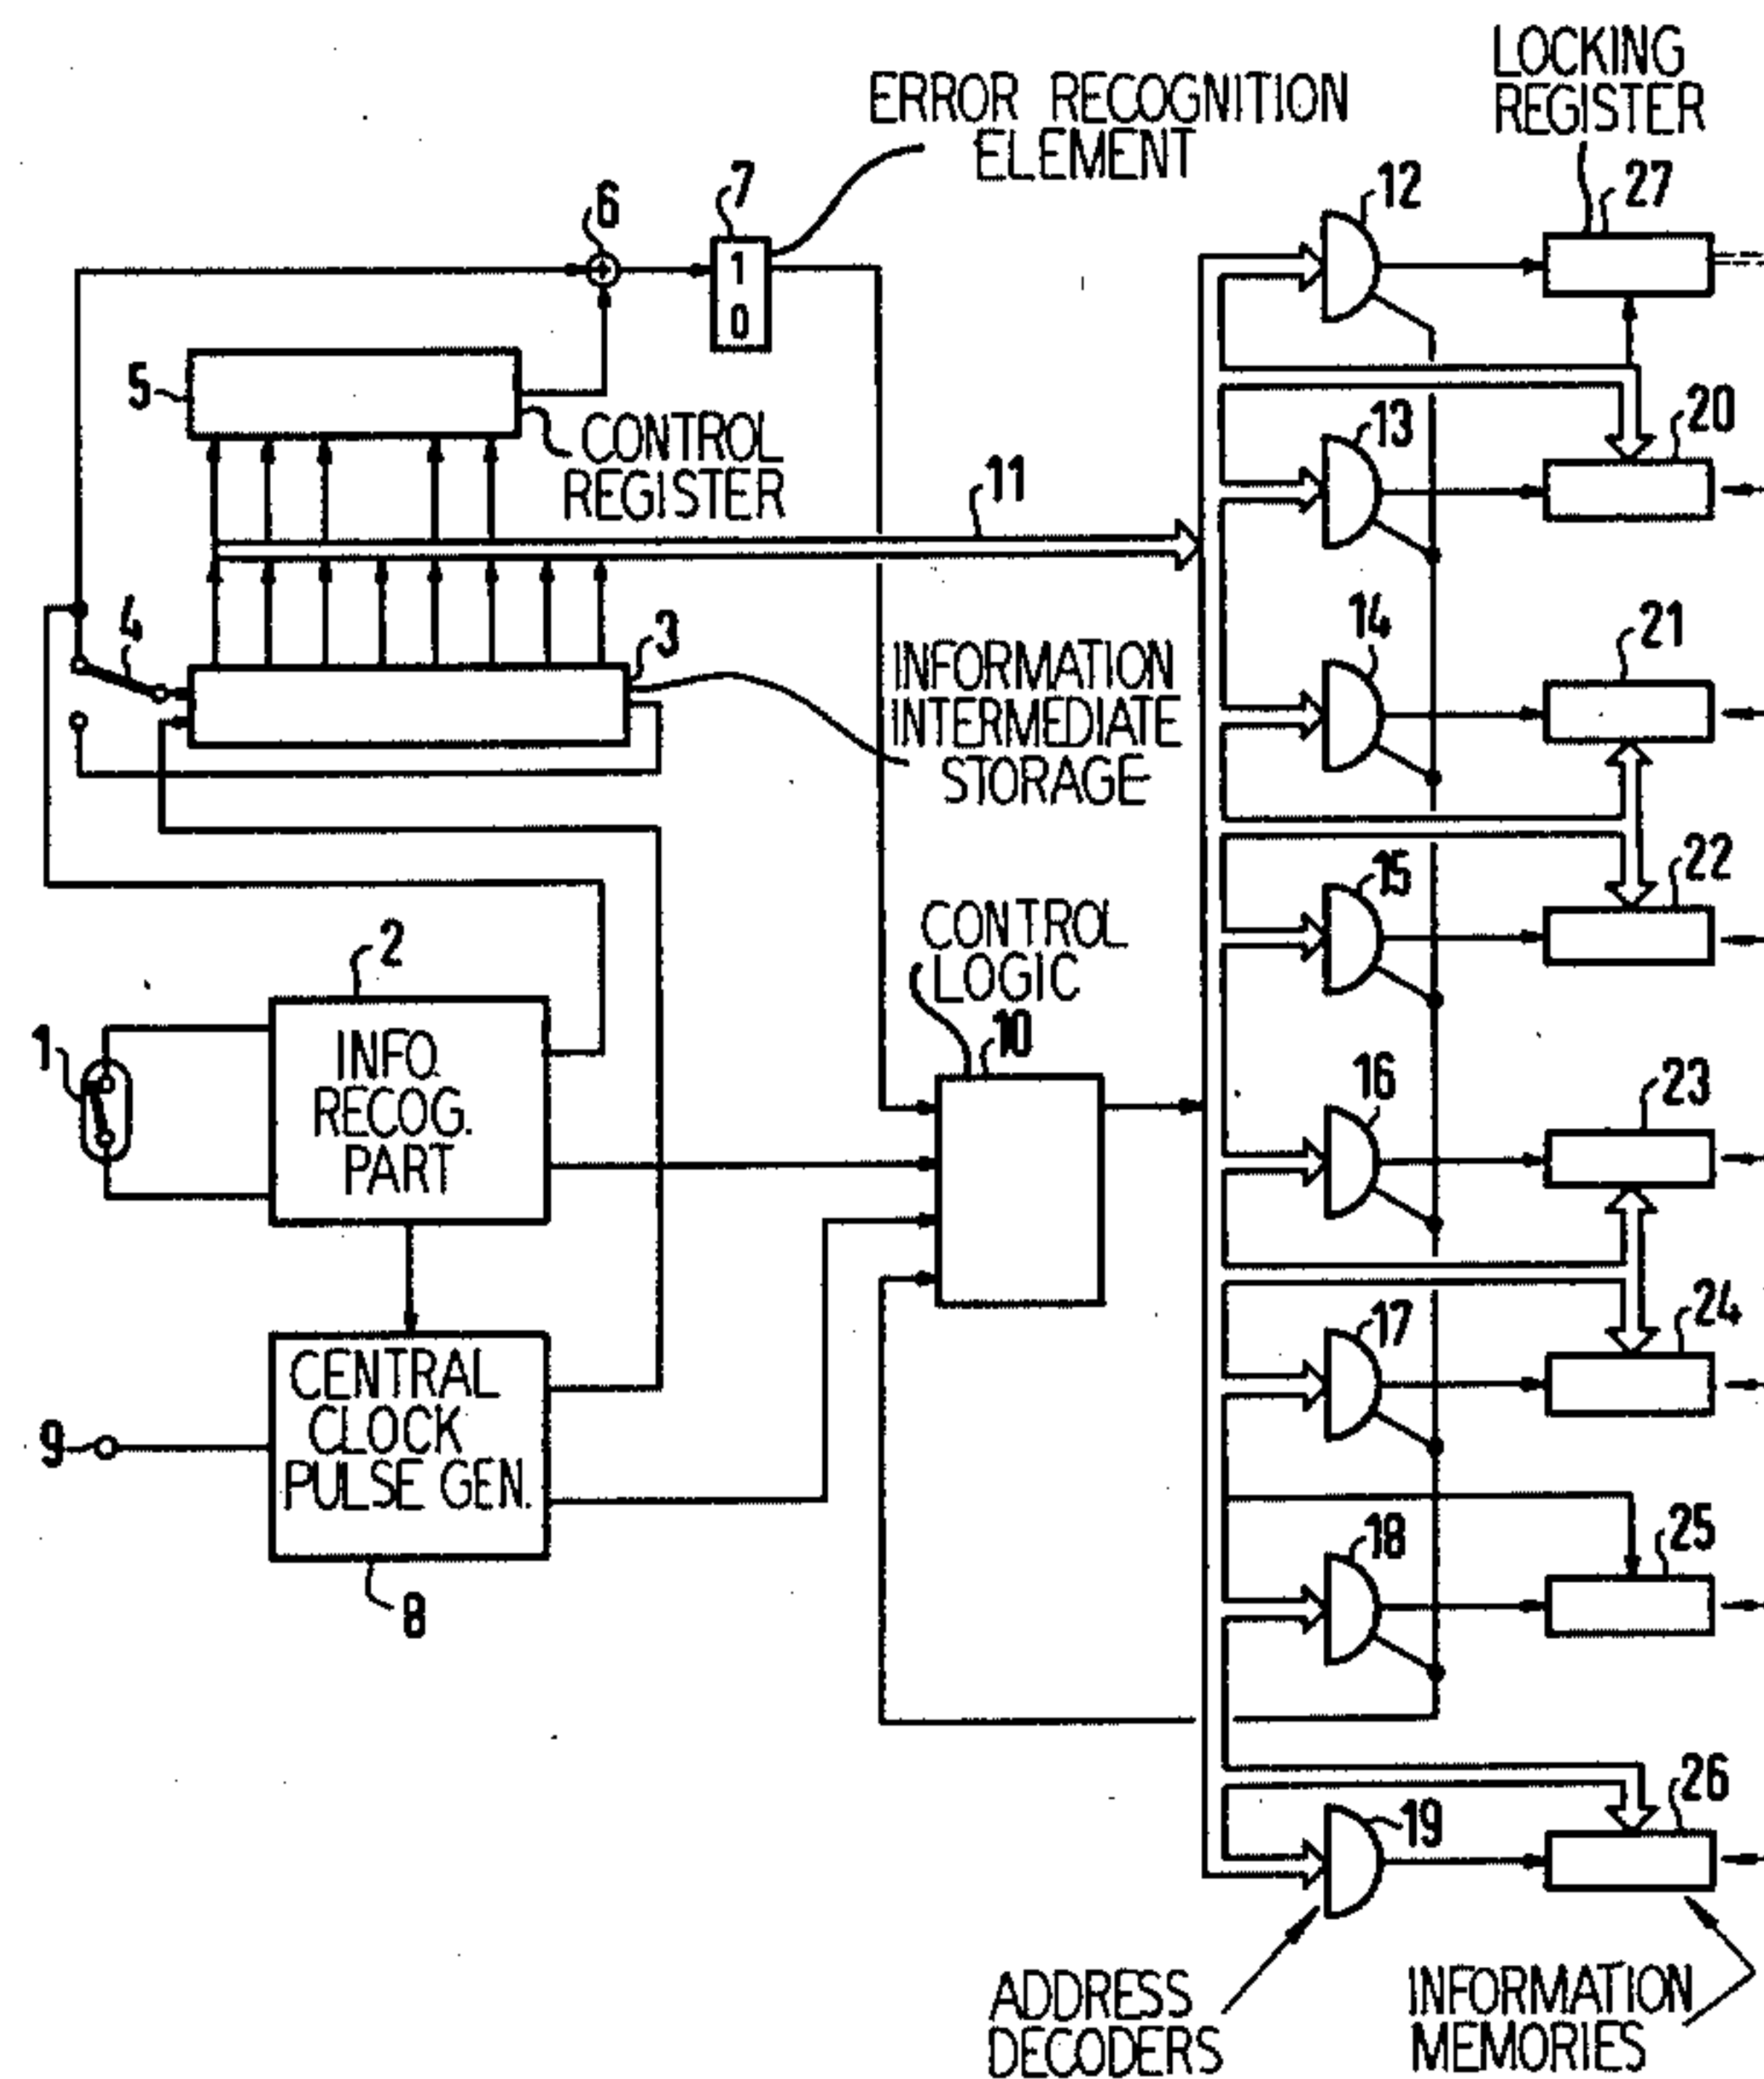 LOCKING
REGISTER
ERROR RECOGNITION
ELEMENT
12
27
7
6
1
0
5
CONTROL
REGISTER
13
20
11
4
3
14
21
INFORMATION
INTERMEDIATE
STORAGE
15
22
2
CONTROL
LOGIC
10
1
INFO.
RECOG.
PART
16
23
17
24
CENTRAL
CLOCK
PULSE GEN.
9
8
18
25
26
19
ADDRESS
DECODERS
INFORMATION
MEMORIES